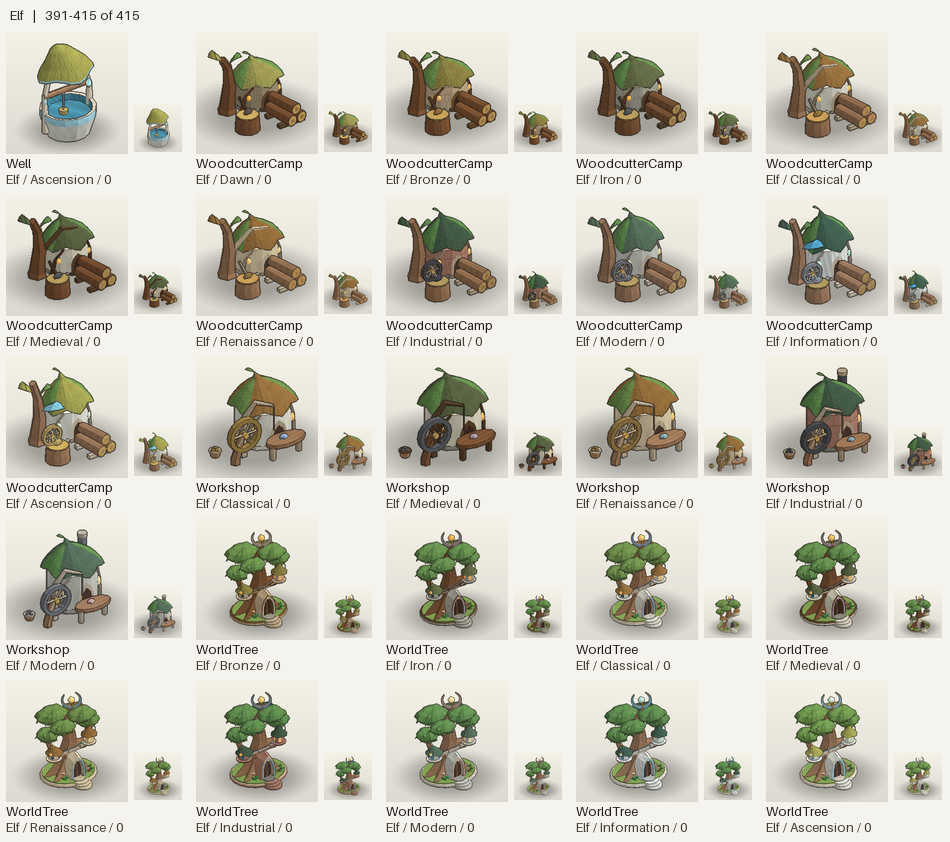 Elf | 391-415 of 415
Well
Elf / Ascension / 0
WoodcutterCamp
Elf / Dawn / 0
WoodcutterCamp
Elf / Bronze / 0
WoodcutterCamp
Elf / Iron / 0
WoodcutterCamp
Elf / Classical / 0
WoodcutterCamp
Elf / Medieval / 0
WoodcutterCamp
Elf / Renaissance / 0
WoodcutterCamp
Elf / Industrial / 0
WoodcutterCamp
Elf / Modern / 0
WoodcutterCamp
Elf / Information / 0
WoodcutterCamp
Elf / Ascension / 0
Workshop
Elf / Classical / 0
Workshop
Elf / Medieval / 0
Workshop
Elf / Renaissance / 0
Workshop
Elf / Industrial / 0
Workshop
Elf / Modern / 0
WorldTree
Elf / Bronze / 0
WorldTree
Elf / Iron / 0
WorldTree
Elf / Classical / 0
WorldTree
Elf / Medieval / 0
WorldTree
Elf / Renaissance / 0
WorldTree
Elf / Industrial / 0
WorldTree
Elf / Modern / 0
WorldTree
Elf / Information / 0
WorldTree
Elf / Ascension / 0